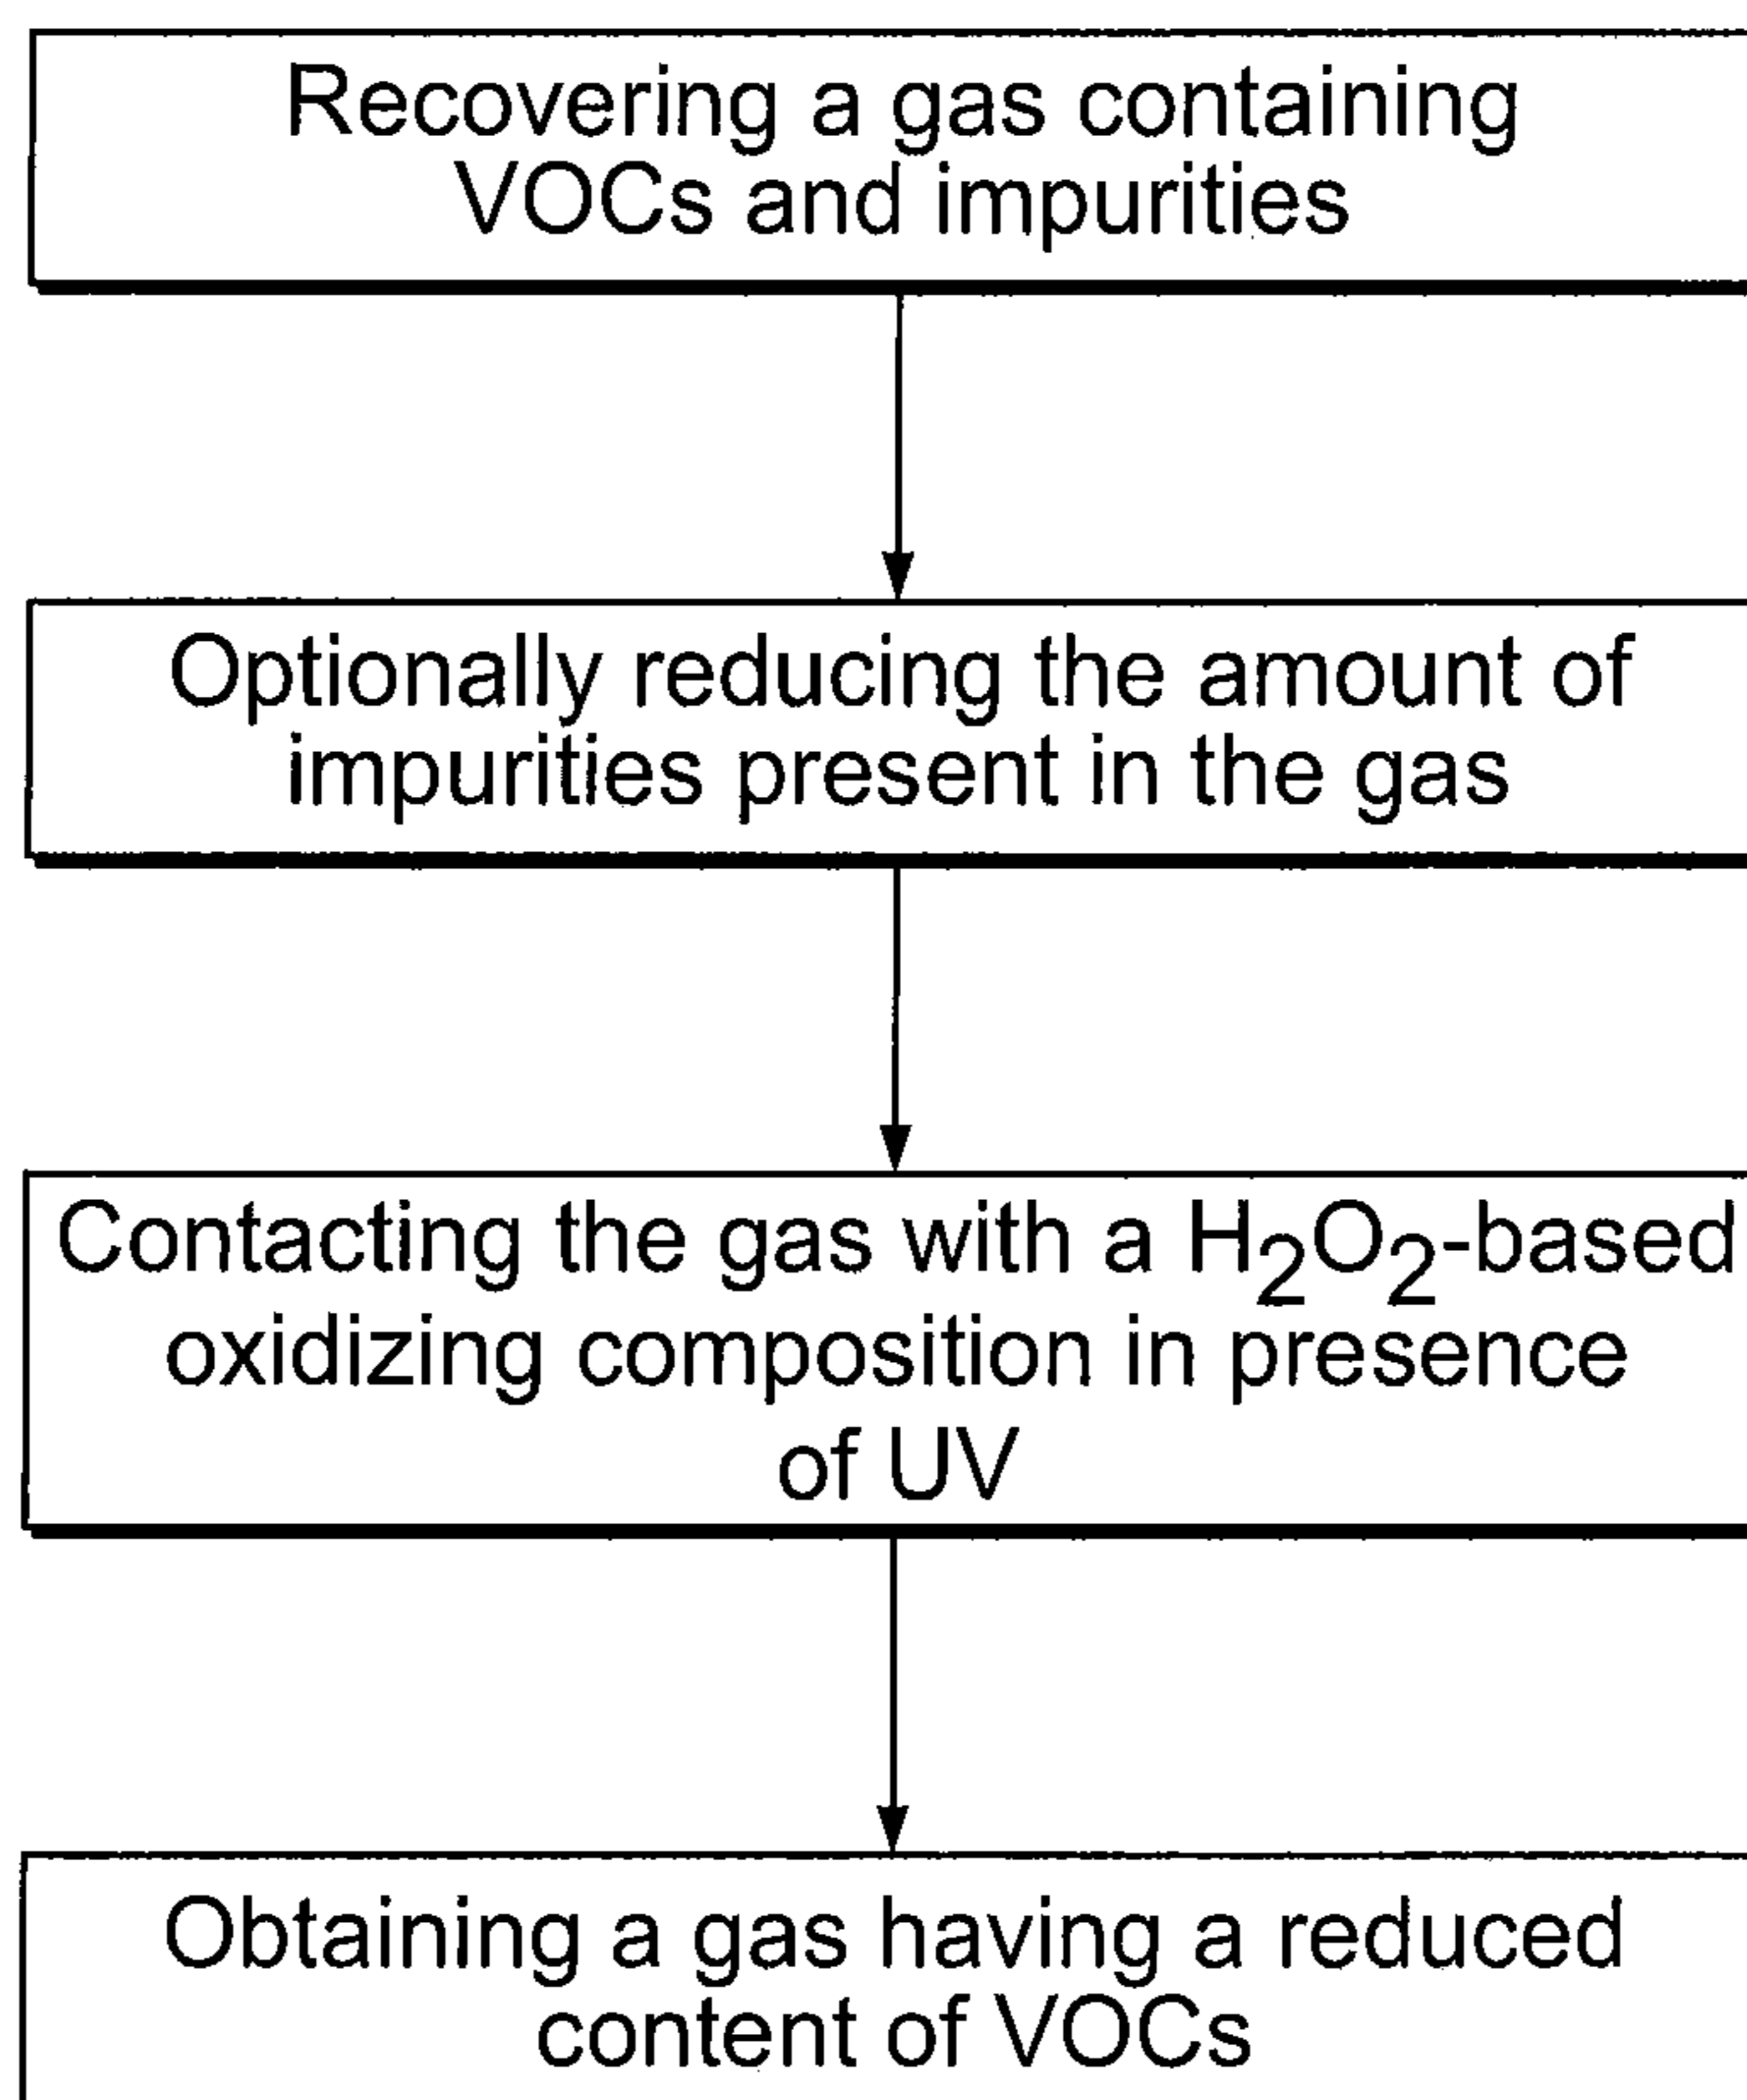 Recovering a gas containing
VOCs and impurities
Optionally reducing the amount of
impurities present in the gas
Contacting the gas with a H₂O₂-based
oxidizing composition in presence
of UV
Obtaining a gas having a reduced
content of VOCs